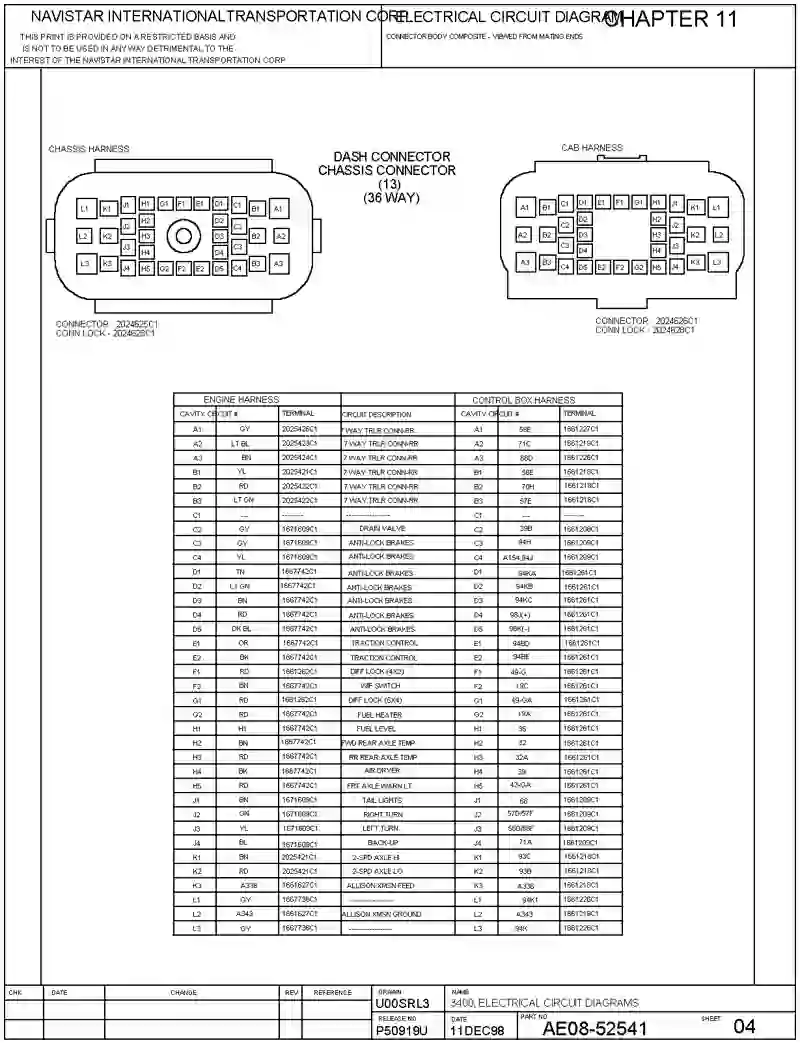 NAVISTAR INTERNATIONAL TRANSPORTATION CORP
ELECTRICAL CIRCUIT DIAGRAM
CHAPTER 11
THIS PRINT IS PROVIDED ON A RESTRICTED BASIS AND
IS NOT TO BE USED IN ANY WAY DETRIMENTAL TO THE
INTEREST OF THE NAVISTAR INTERNATIONAL TRANSPORTATION CORP
CONNECTOR BODY COMPOSITE - VIEWED FROM MATING ENDS
CHASSIS HARNESS
DASH CONNECTOR
CHASSIS CONNECTOR
(13)
(36 WAY)
CAB HARNESS
L1 K1 J1 H1 G1 F1 E1 D1 C1 B1 A1
H2 D2
L2 K2 J2 H3 D3 C2 B2 A2
J3 H4 D4 C3
L3 K3 J4 H5 G2 F2 E2 D5 C4 B3 A3
A1 B1 C1 D1 E1 F1 G1 H1 J1 K1 L1
D2 H2
A2 B2 C2 D3 H3 J2 K2 L2
C3 D4 H4 J3
A3 B3 C4 D5 E2 F2 G2 H5 J4 K3 L3
CONNECTOR 2024625C1
CONN LOCK - 2024628C1
CONNECTOR 2024626C1
CONN LOCK - 2024628C1
ENGINE HARNESS CONTROL BOX HARNESS
CAVITY CIRCUIT # TERMINAL CIRCUIT DESCRIPTION CAVITY CIRCUIT # TERMINAL
A1 GY 2025426C1 7 WAY TRLR CONN-RR A1 56E 1661227C1
A2 LT BL 2025423C1 7 WAY TRLR CONN-RR A2 71C 1661219C1
A3 BN 2025424C1 7 WAY TRLR CONN-RR A3 88D 1661226C1
B1 YL 2025421C1 7 WAY TRLR CONN-RR B1 56E 1661218C1
B2 RD 2025422C1 7 WAY TRLR CONN-RR B2 70H 1661218C1
B3 LT GN 2025422C1 7 WAY TRLR CONN-RR B3 57E 1661218C1
C1 --- -------- ---------------- C1 --- --------
C2 GY 1671609C1 DRAIN VALVE C2 39B 1661209C1
C3 GY 1671609C1 ANTI-LOCK BRAKES C3 94H 1661209C1
C4 YL 1671609C1 ANTI-LOCK BRAKES C4 A154,94J 1661209C1
D1 TN 1667742C1 ANTI-LOCK BRAKES D1 94KA 1661261C1
D2 LT GN 1667742C1 ANTI-LOCK BRAKES D2 94KB 1661261C1
D3 BN 1667742C1 ANTI-LOCK BRAKES D3 94KC 1661261C1
D4 RD 1667742C1 ANTI-LOCK BRAKES D4 98J(+) 1661261C1
D5 DK BL 1667742C1 ANTI-LOCK BRAKES D5 98K(-) 1661261C1
E1 OR 1667742C1 TRACTION CONTROL E1 94BD 1661261C1
E2 BK 1667742C1 TRACTION CONTROL E2 94BE 1661261C1
F1 RD 1661262C1 DIFF LOCK (4X2) F1 49-G 1661261C1
F2 BN 1667742C1 WIF SWITCH F2 19C 1661261C1
G1 RD 1661262C1 DIFF LOCK (6X4) G1 49-GA 1661261C1
G2 RD 1667742C1 FUEL HEATER G2 19A 1661261C1
H1 H1 1667742C1 FUEL LEVEL H1 36 1661261C1
H2 BN 1667742C1 FWD REAR AXLE TEMP H2 32 1661261C1
H3 RD 1667742C1 RR REAR AXLE TEMP H3 32A 1661261C1
H4 BK 1667742C1 AIR DRYER H4 39 1661261C1
H5 RD 1667742C1 FRT AXLE WARN LT H5 42-GA 1661261C1
J1 BN 1671609C1 TAIL LIGHTS J1 68 1661209C1
J2 GN 1671609C1 RIGHT TURN J2 57D/57F 1661209C1
J3 YL 1671609C1 LEFT TURN J3 56D/56F 1661209C1
J4 BL 1671609C1 BACK-UP J4 71A 1661209C1
K1 BN 2025421C1 2-SPD AXLE HI K1 93C 1661218C1
K2 RD 2025421C1 2-SPD AXLE LO K2 93B 1661218C1
K3 A338 1661627C1 ALLISON XMSN FEED K3 A338 1661218C1
L1 GY 1667736C1 ---------------- L1 94K1 1661226C1
L2 A343 1661627C1 ALLISON XMSN GROUND L2 A343 1661219C1
L3 GY 1667736C1 ---------------- L3 94K 1661226C1
CHK DATE CHANGE REV REFERENCE
DRAWN
U00SRL3
NAME
3400, ELECTRICAL CIRCUIT DIAGRAMS
RELEASE NO
P50919U
DATE
11DEC98
PART NO
AE08-52541
SHEET
04